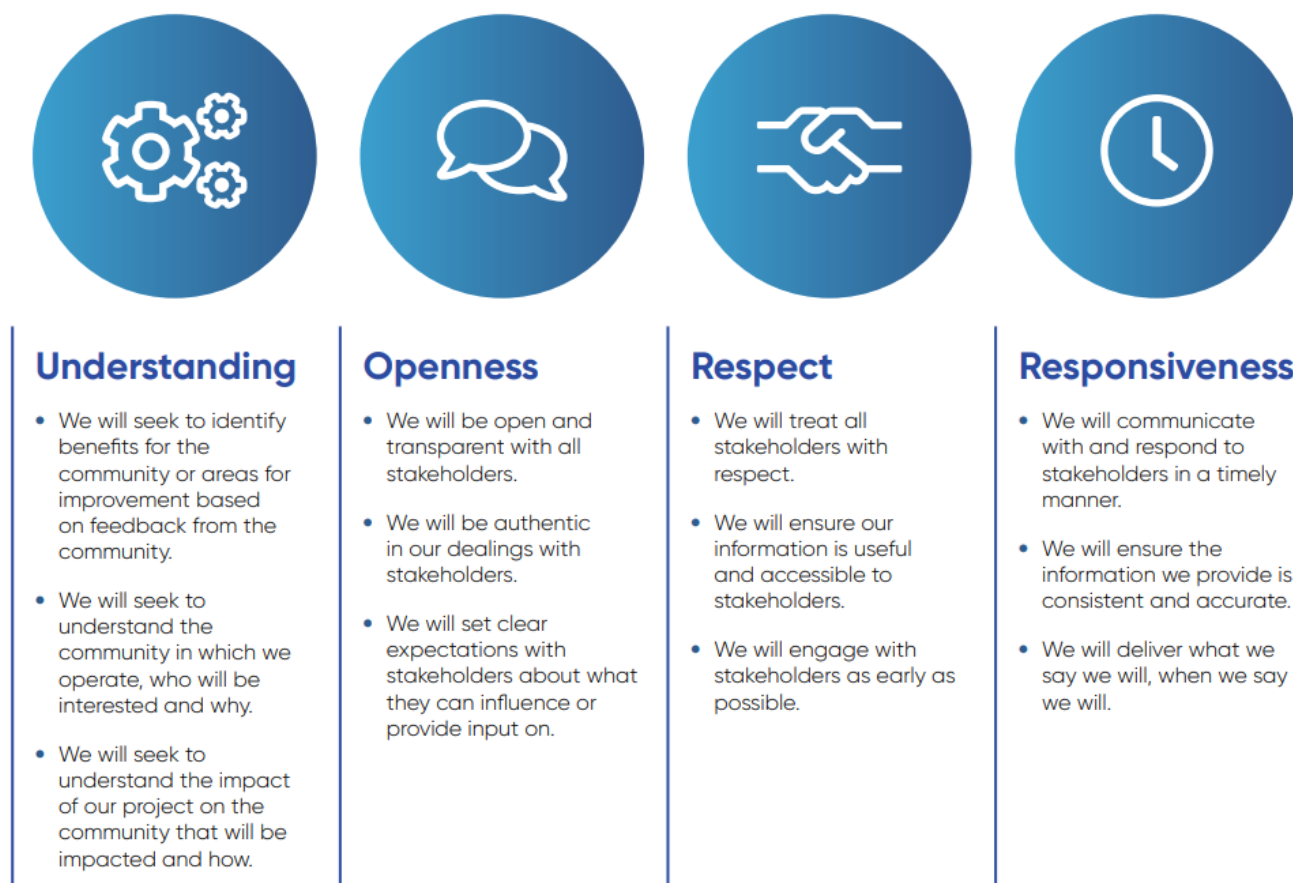 Understanding
• We will seek to identify
benefits for the
community or areas for
improvement based
on feedback from the
community.
• We will seek to
understand the
community in which we
operate, who will be
interested and why.
• We will seek to
understand the impact
of our project on the
community that will be
impacted and how.
Openness
• We will be open and
transparent with all
stakeholders.
• We will be authentic
in our dealings with
stakeholders.
• We will set clear
expectations with
stakeholders about what
they can influence or
provide input on.
Respect
• We will treat all
stakeholders with
respect.
• We will ensure our
information is useful
and accessible to
stakeholders.
• We will engage with
stakeholders as early as
possible.
Responsiveness
• We will communicate
with and respond to
stakeholders in a timely
manner.
• We will ensure the
information we provide is
consistent and accurate.
• We will deliver what we
say we will, when we say
we will.